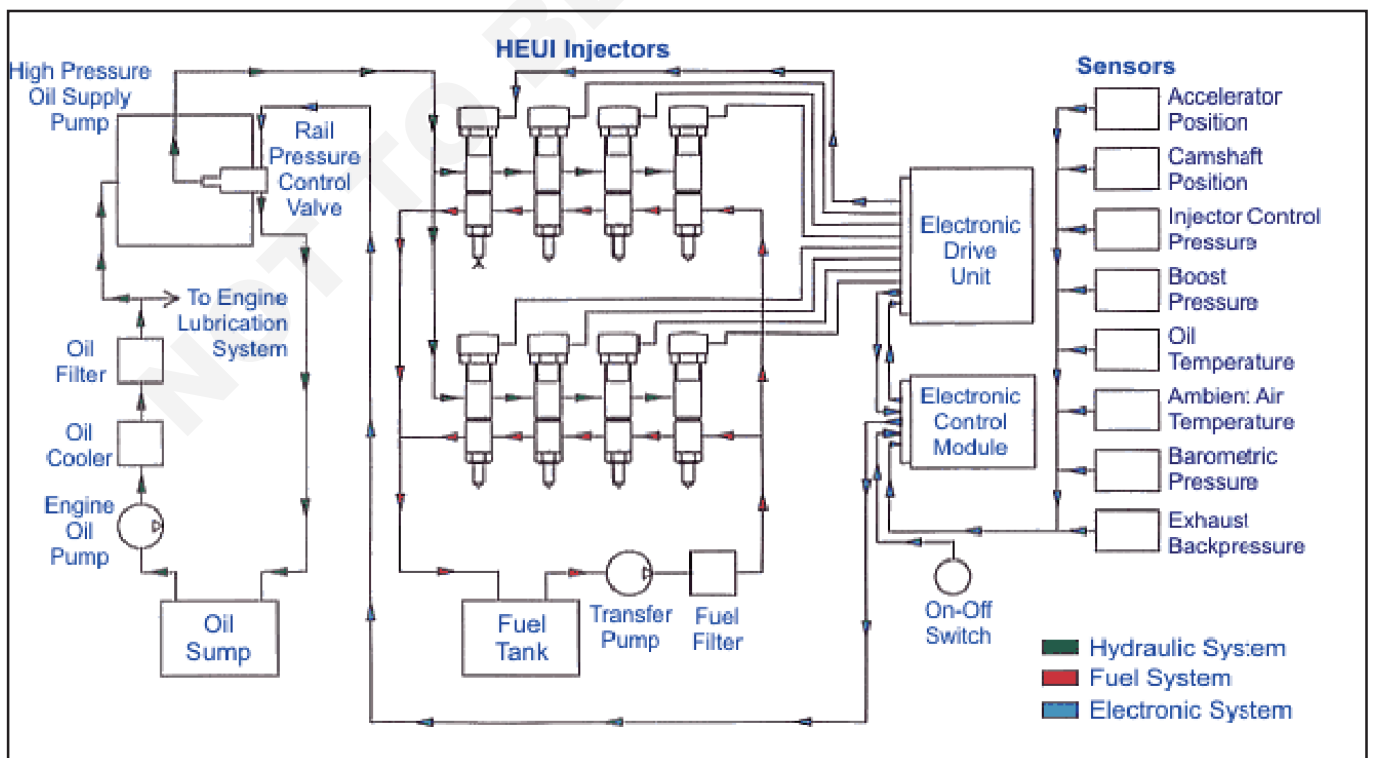 HEUI Injectors
High Pressure
Oil Supply
Pump
Rail
Pressure
Control
Valve
To Engine
Lubrication
System
Oil
Filter
Oil
Cooler
Engine
Oil
Pump
Oil
Sump
Fuel
Tank
Transfer
Pump
Fuel
Filter
Electronic
Drive
Unit
Electronic
Control
Module
On-Off
Switch
Sensors
Accelerator
Position
Camshaft
Position
Injector Control
Pressure
Boost
Pressure
Oil
Temperature
Ambien: Air
Temperature
Barometric
Pressure
Exhaust
Backpressure
Hydraulic System
Fuel System
Electronic System
NOT TO B